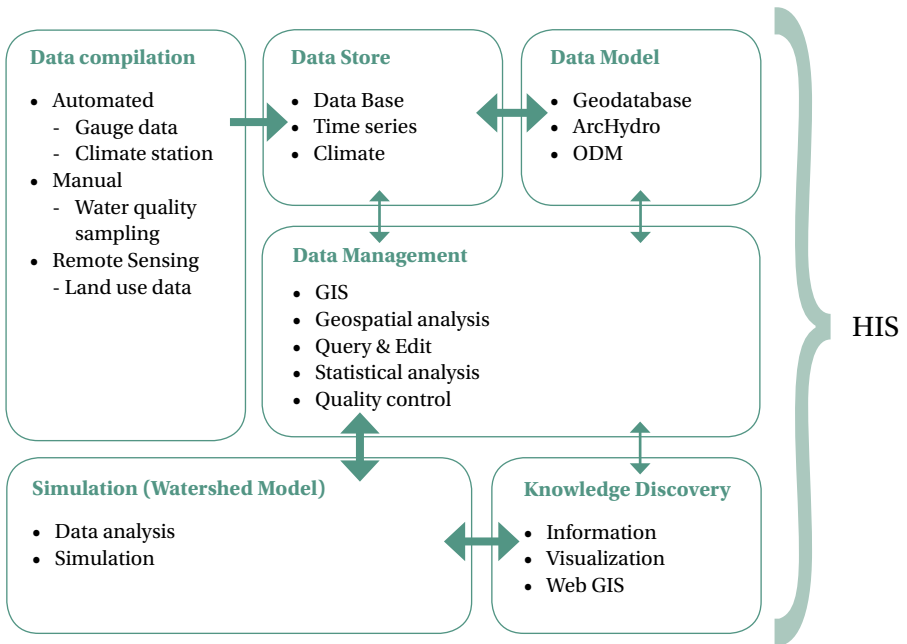 Data compilation
• Automated
- Gauge data
- Climate station
• Manual
- Water quality
sampling
• Remote Sensing
- Land use data
Data Store
• Data Base
• Time series
• Climate
Data Model
• Geodatabase
• ArcHydro
• ODM
Data Management
• GIS
• Geospatial analysis
• Query & Edit
• Statistical analysis
• Quality control
Simulation (Watershed Model)
• Data analysis
• Simulation
Knowledge Discovery
• Information
• Visualization
• Web GIS
HIS